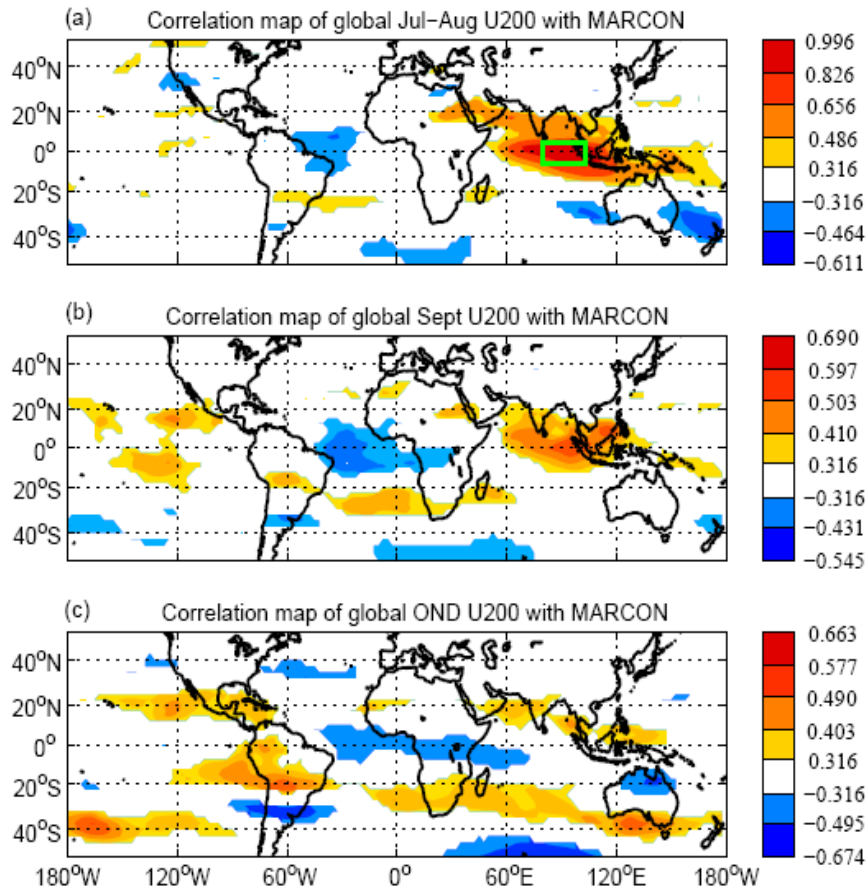 (a) Correlation map of global Jul−Aug U200 with MARCON
40°N
20°N
0°
20°S
40°S
0.996
0.826
0.656
0.486
0.316
−0.316
−0.464
−0.611
(b) Correlation map of global Sept U200 with MARCON
40°N
20°N
0°
20°S
40°S
0.690
0.597
0.503
0.410
0.316
−0.316
−0.431
−0.545
(c) Correlation map of global OND U200 with MARCON
40°N
20°N
0°
20°S
40°S
0.663
0.577
0.490
0.403
0.316
−0.316
−0.495
−0.674
180°W 120°W 60°W 0° 60°E 120°E 180°W